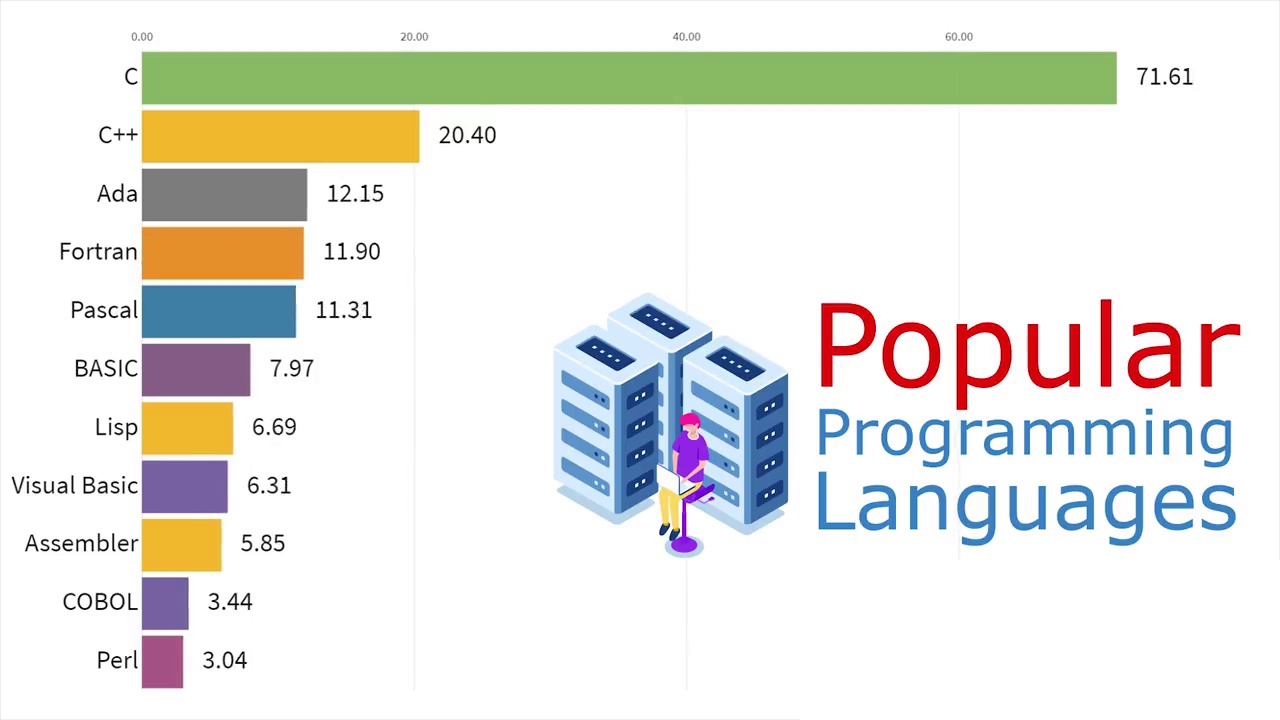 0.00 20.00 40.00 60.00
C 71.61
C++ 20.40
Ada 12.15
Fortran 11.90
Pascal 11.31
BASIC 7.97
Lisp 6.69
Visual Basic 6.31
Assembler 5.85
COBOL 3.44
Perl 3.04
Popular
Programming
Languages